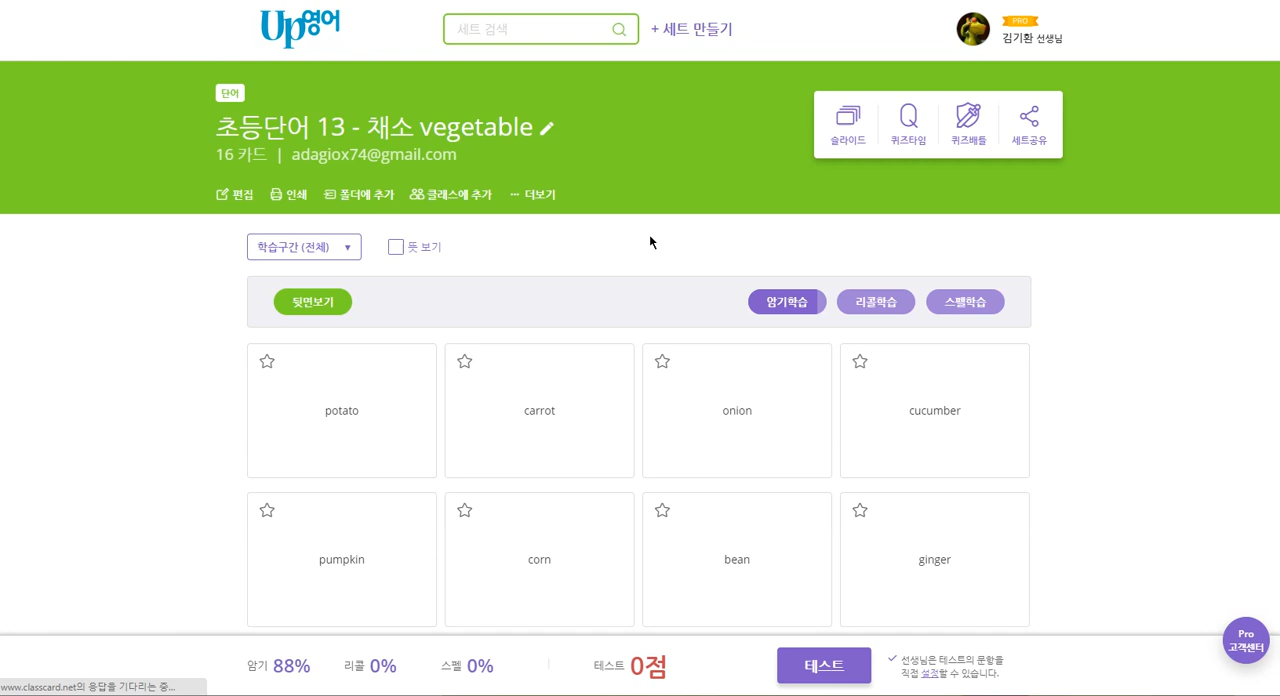 Up영어
세트 검색
+ 세트 만들기
PRO
김기환 선생님
단어
초등단어 13 - 채소 vegetable
16 카드 | adagiox74@gmail.com
슬라이드
퀴즈타임
퀴즈배틀
세트공유
편집
인쇄
폴더에 추가
클래스에 추가
··· 더보기
학습구간 (전체) ▼
뜻 보기
뒷면보기
암기학습
리콜학습
스펠학습
potato
carrot
onion
cucumber
pumpkin
corn
bean
ginger
Pro
고객센터
암기 88%
리콜 0%
스펠 0%
테스트 0점
테스트
선생님은 테스트의 문항을
직접 설정할 수 있습니다.
www.classcard.net의 응답을 기다리는 중...